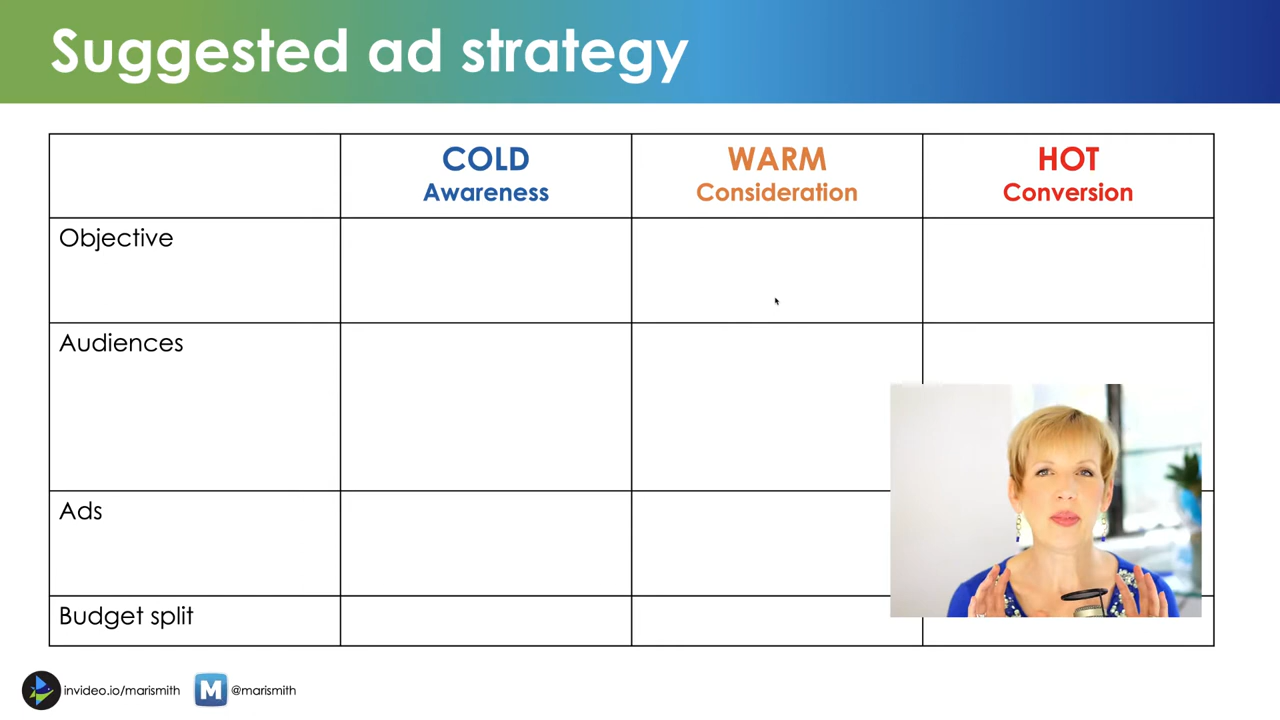 Suggested ad strategy
COLD
Awareness
WARM
Consideration
HOT
Conversion
Objective
Audiences
Ads
Budget split
invideo.io/marismith
M
@marismith